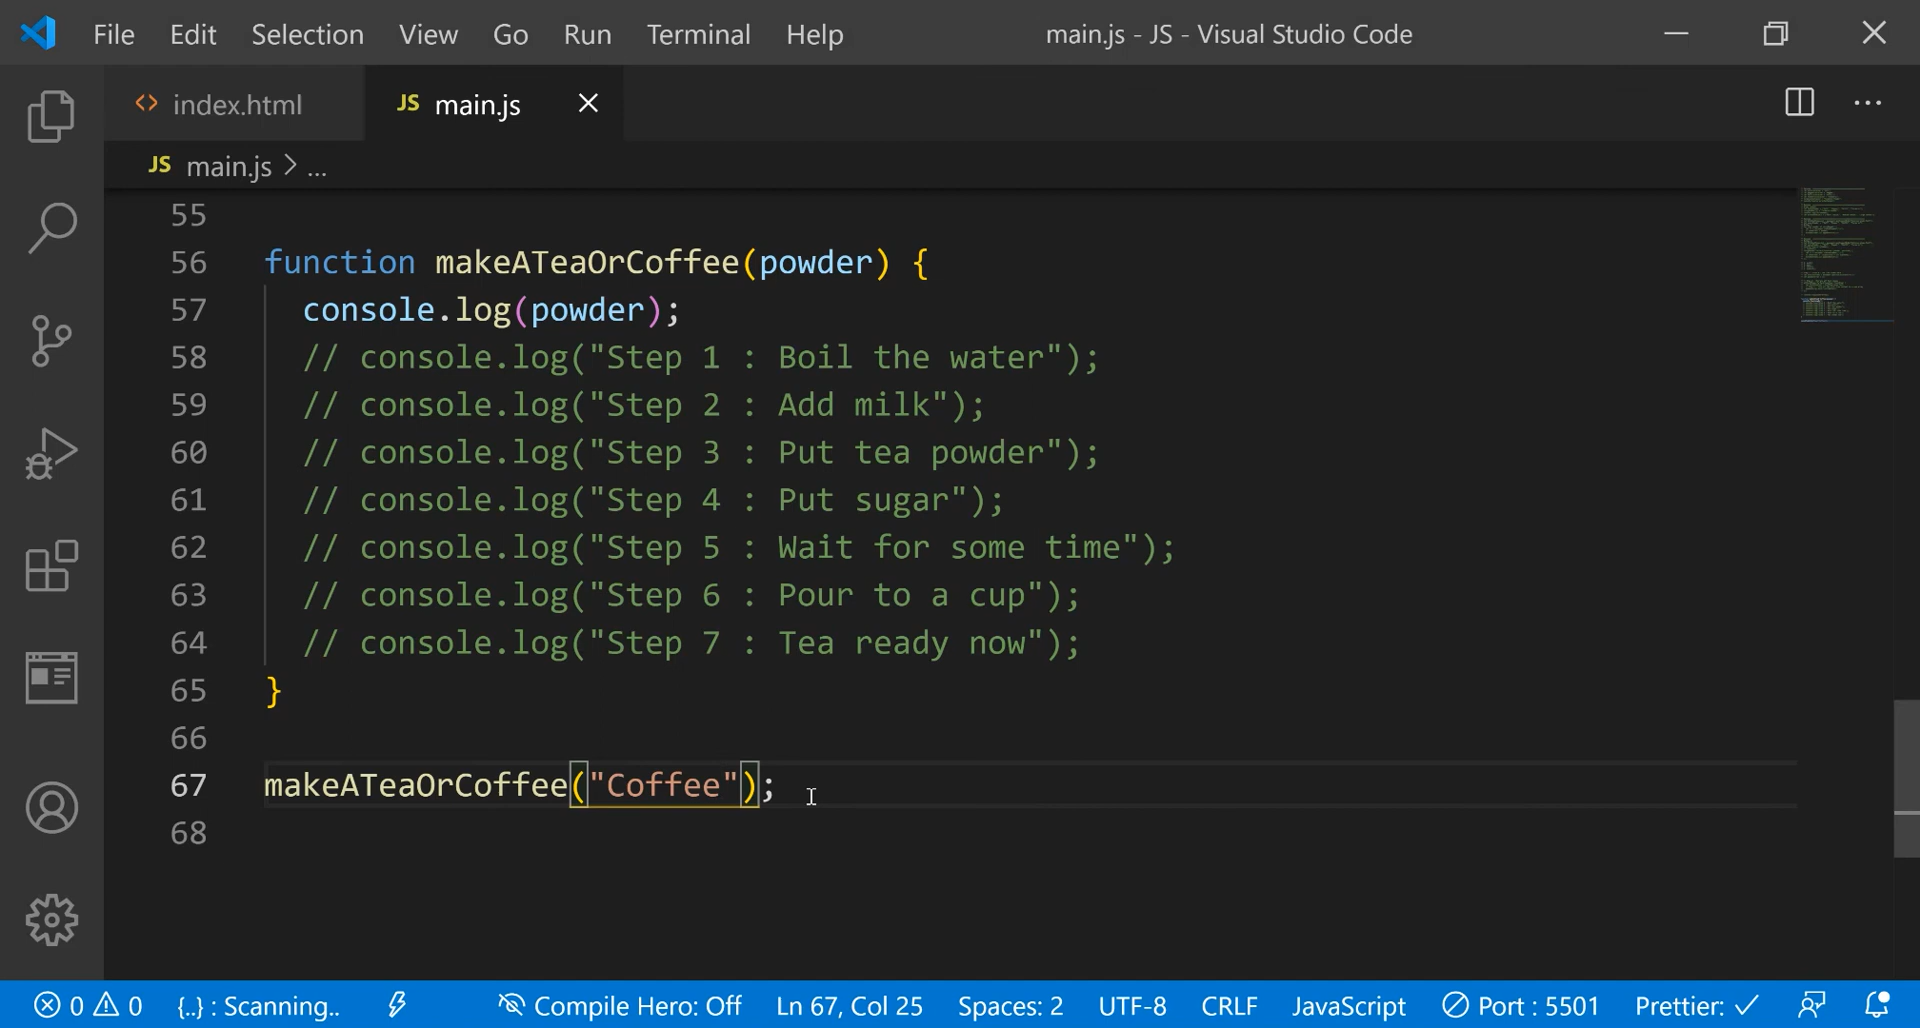 File Edit Selection View Go Run Terminal Help main.js - JS - Visual Studio Code
<> index.html JS main.js
JS main.js > ...
55
56 function makeATeaOrCoffee(powder) {
57 console.log(powder);
58 // console.log("Step 1 : Boil the water");
59 // console.log("Step 2 : Add milk");
60 // console.log("Step 3 : Put tea powder");
61 // console.log("Step 4 : Put sugar");
62 // console.log("Step 5 : Wait for some time");
63 // console.log("Step 6 : Pour to a cup");
64 // console.log("Step 7 : Tea ready now");
65 }
66
67 makeATeaOrCoffee("Coffee");
68
0 0 {..} : Scanning.. Compile Hero: Off Ln 67, Col 25 Spaces: 2 UTF-8 CRLF JavaScript Port : 5501 Prettier: ✓